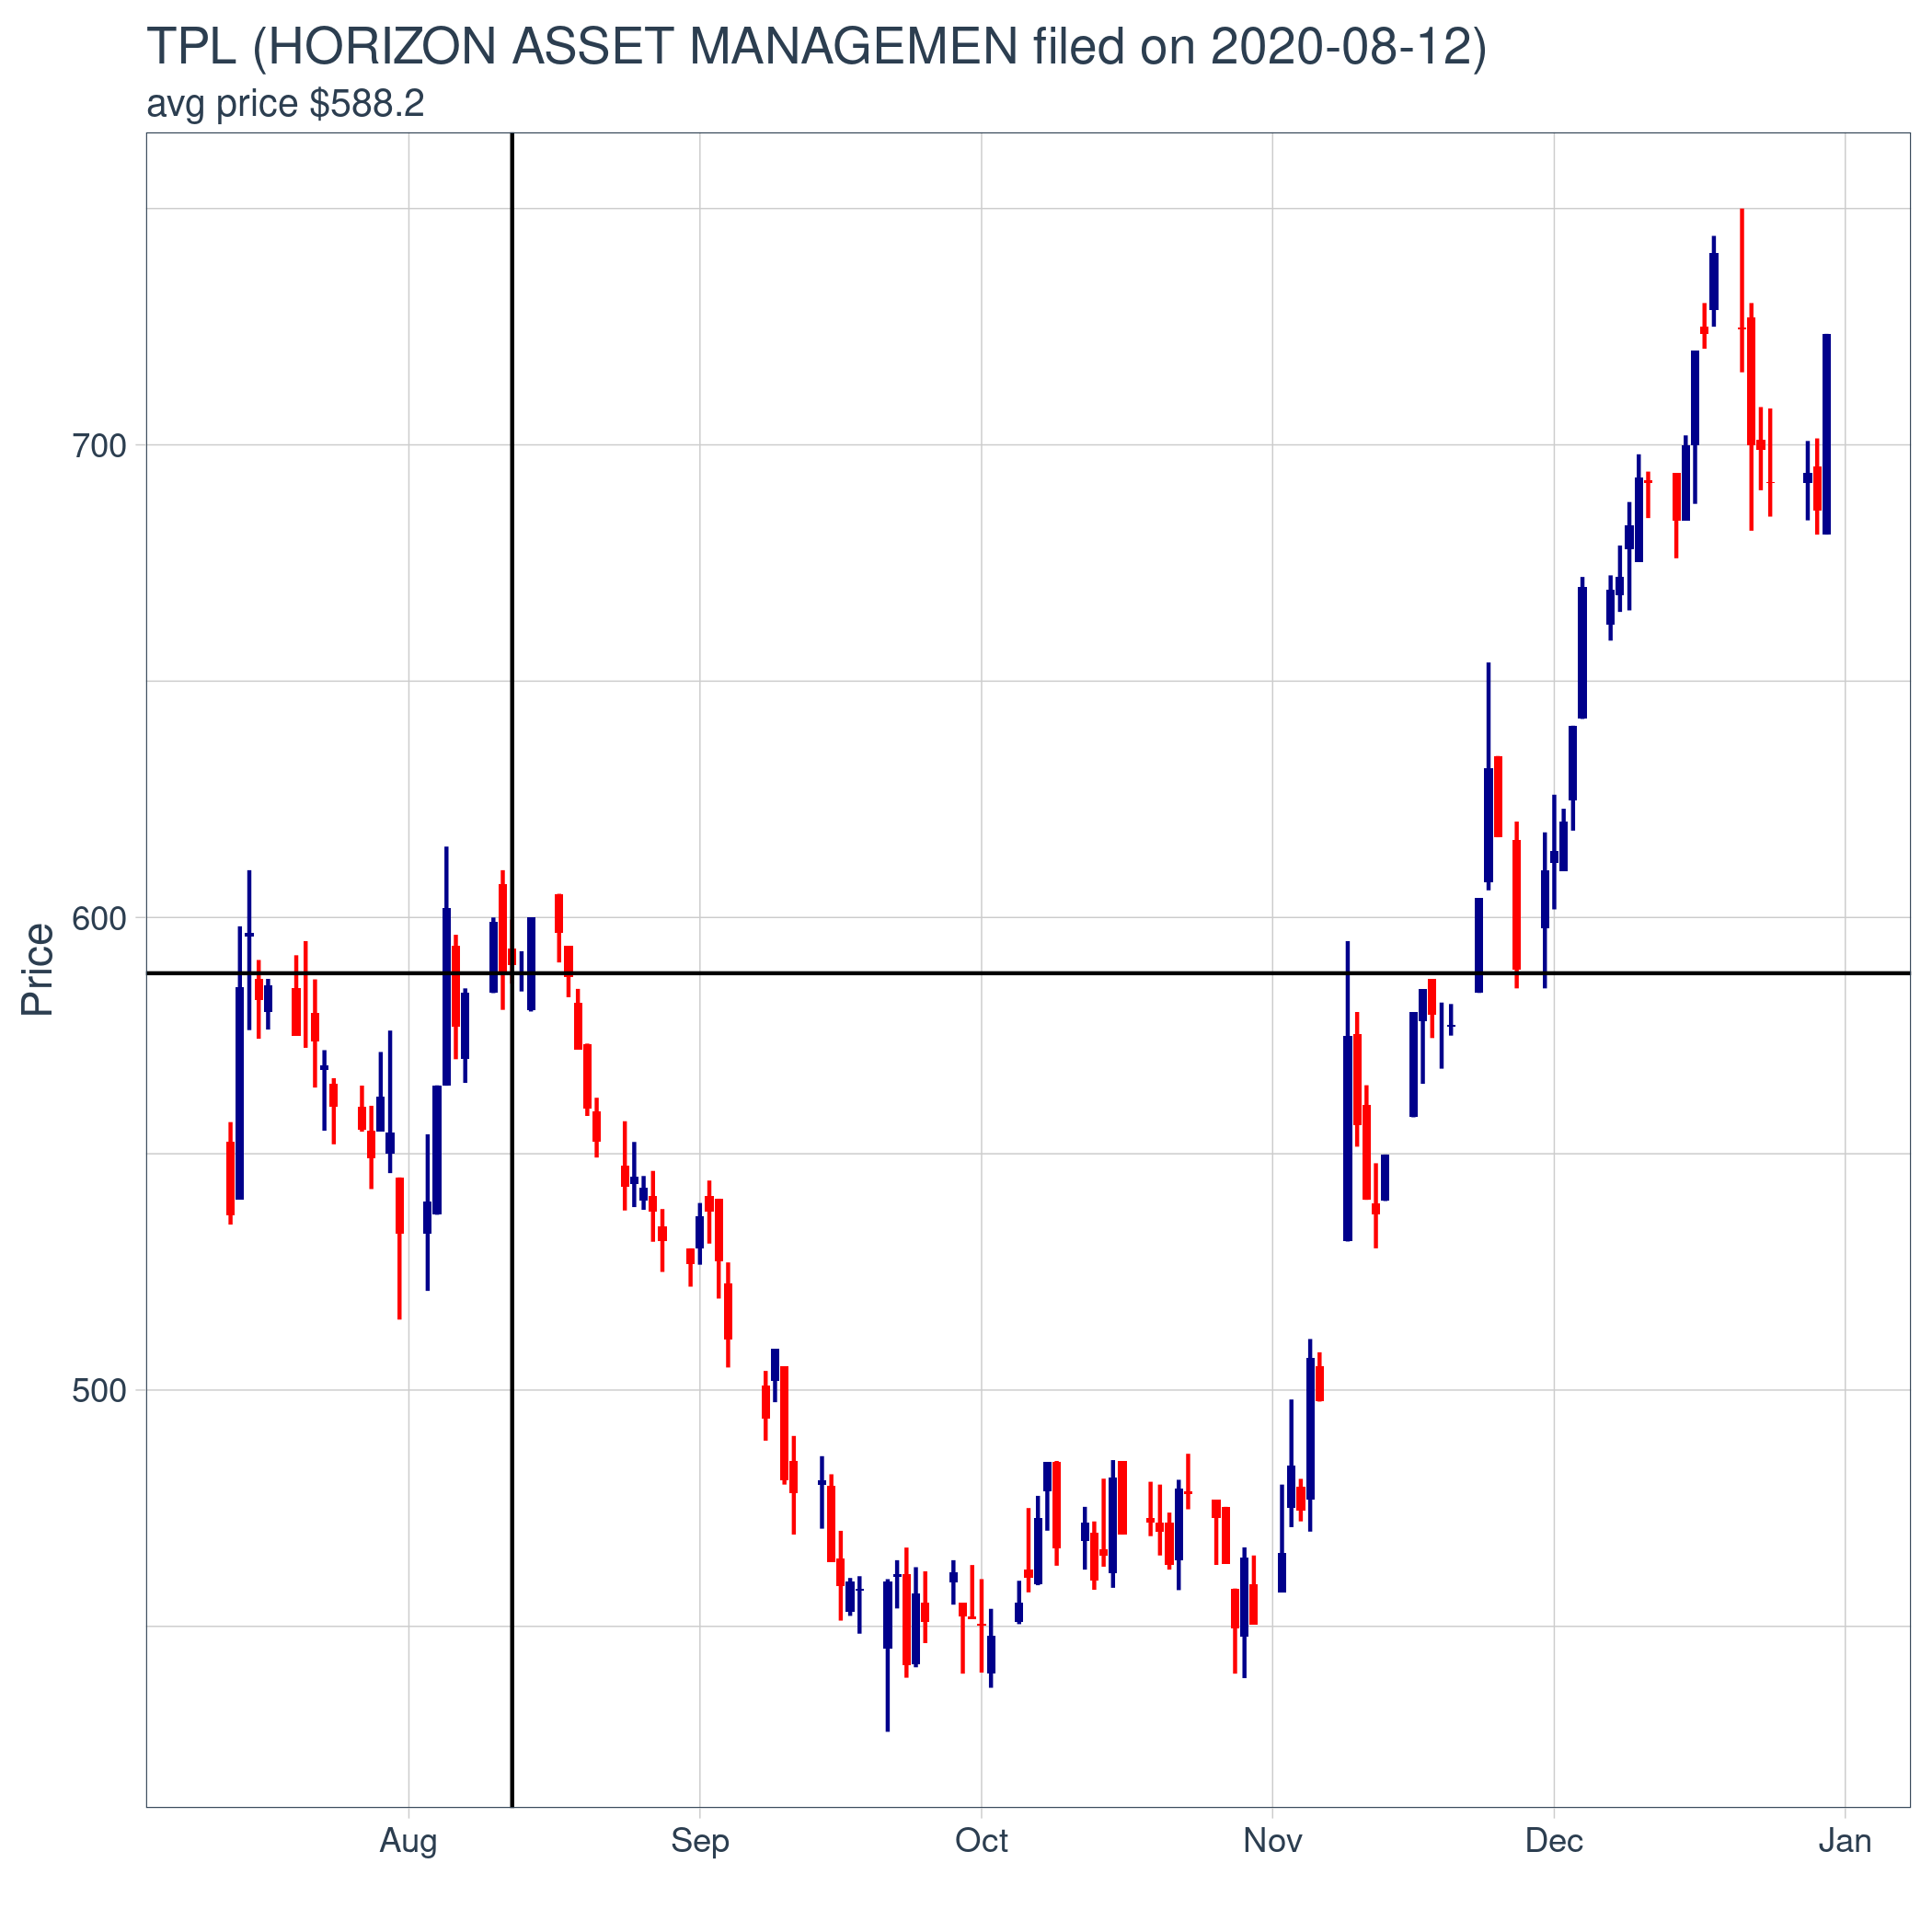 TPL (HORIZON ASSET MANAGEMEN filed on 2020-08-12)
avg price $588.2
700
600
500
Price
Aug Sep Oct Nov Dec Jan